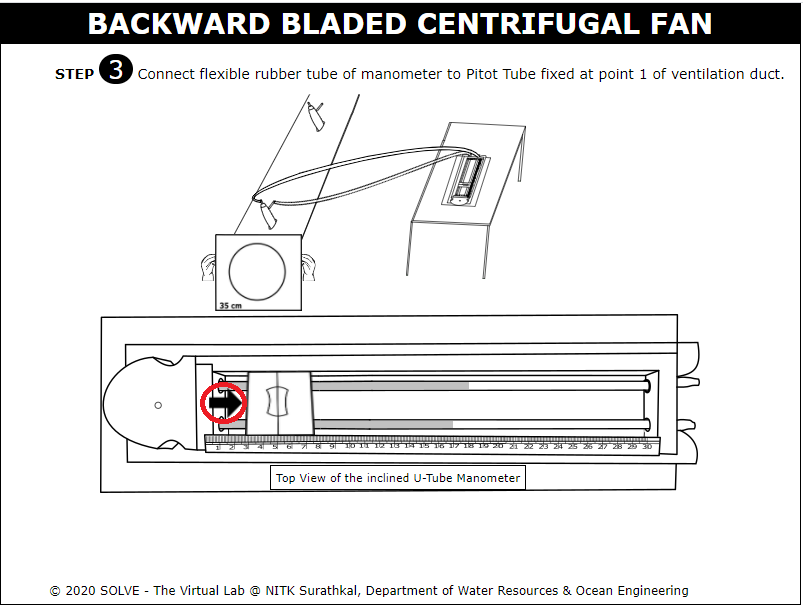 BACKWARD BLADED CENTRIFUGAL FAN
STEP 3 Connect flexible rubber tube of manometer to Pitot Tube fixed at point 1 of ventilation duct.
35 cm
1 2 3 4 5 6 7 8 9 10 11 12 13 14 15 16 17 18 19 20 21 22 23 24 25 26 27 28 29 30
Top View of the inclined U-Tube Manometer
© 2020 SOLVE - The Virtual Lab @ NITK Surathkal, Department of Water Resources & Ocean Engineering